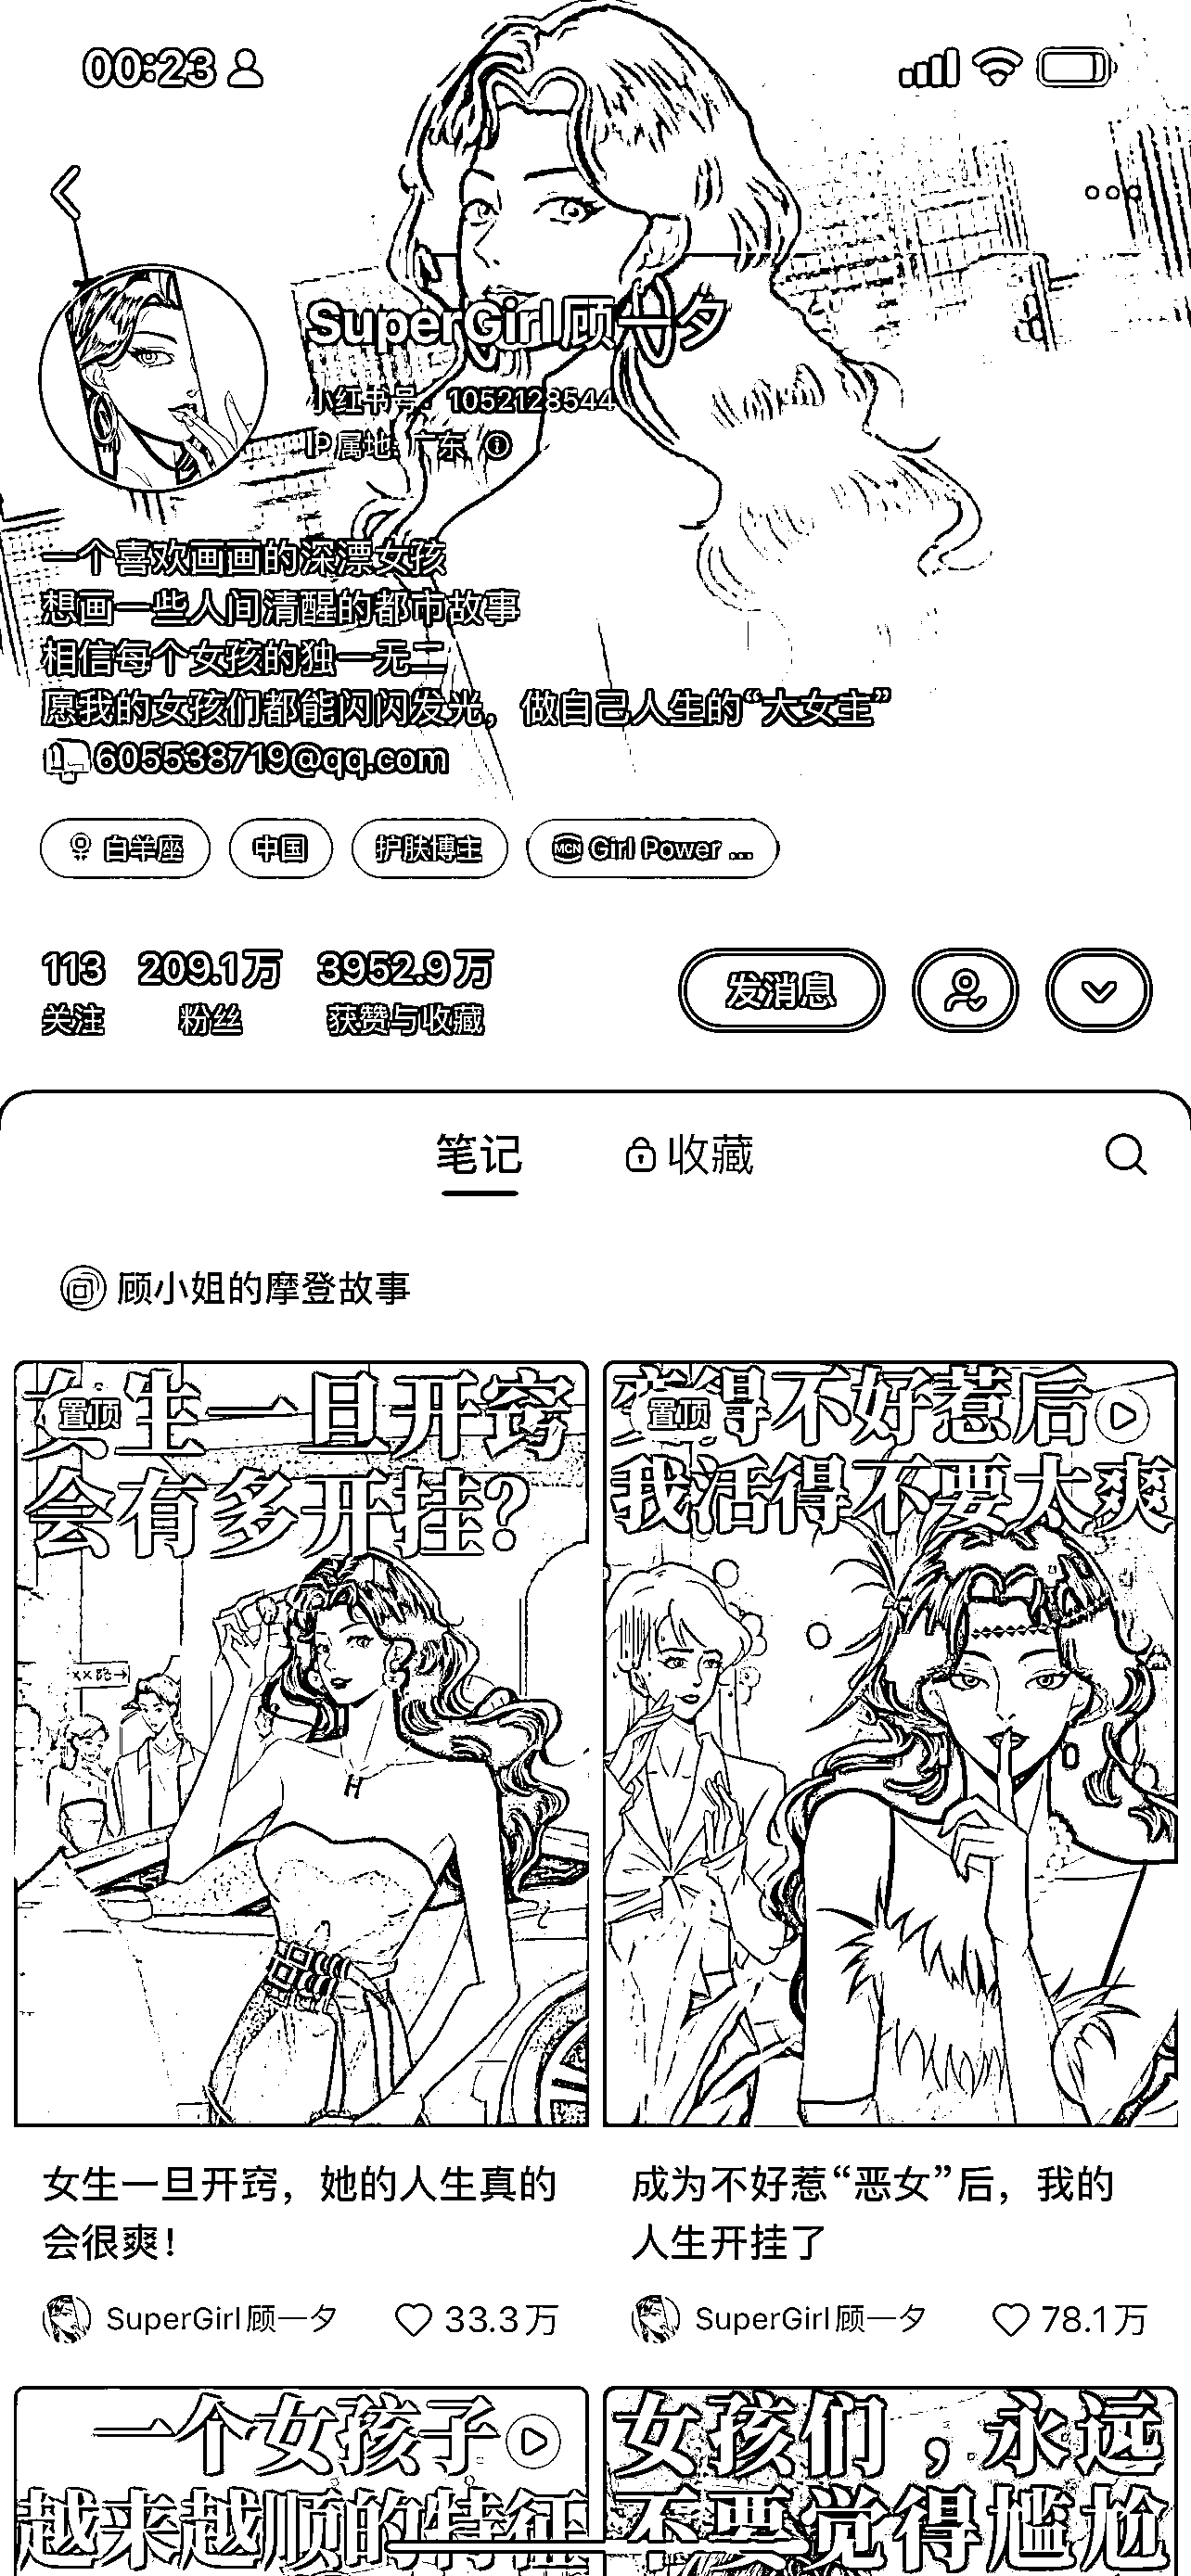 00:23
SuperGirl顾一夕
小红书号：1052128544
IP属地：广东
一个喜欢画画的深漂女孩
想画一些人间清醒的都市故事
相信每个女孩的独一无二
愿我的女孩们都能闪闪发光，做自己人生的“大女主”
605538719@qq.com
白羊座 中国 护肤博主 MCN Girl Power ...
113 209.1万 3952.9万
关注 粉丝 获赞与收藏
发消息
笔记 收藏
顾小姐的摩登故事
置顶
女生一旦开窍
会有多开挂？
xx路→
H
置顶
变得不好惹后
我活得不要太爽
女生一旦开窍，她的人生真的
会很爽！
SuperGirl顾一夕 33.3万
成为不好惹“恶女”后，我的
人生开挂了
SuperGirl顾一夕 78.1万
一个女孩子
越来越顺的特征
女孩们，永远
不要觉得尴尬